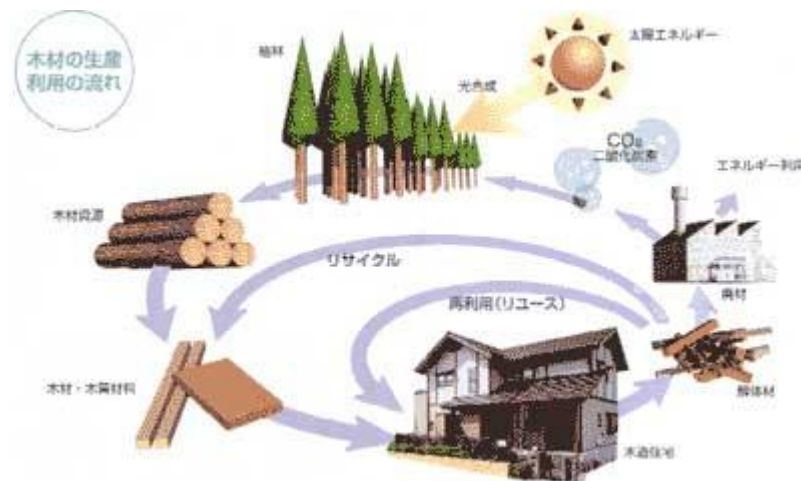 木材の生産
利用の流れ
植林
太陽エネルギー
光合成
CO₂
二酸化炭素
エネルギー利用
木材資源
リサイクル
廃材
再利用(リユース)
木材・木質材料
解体材
木造住宅